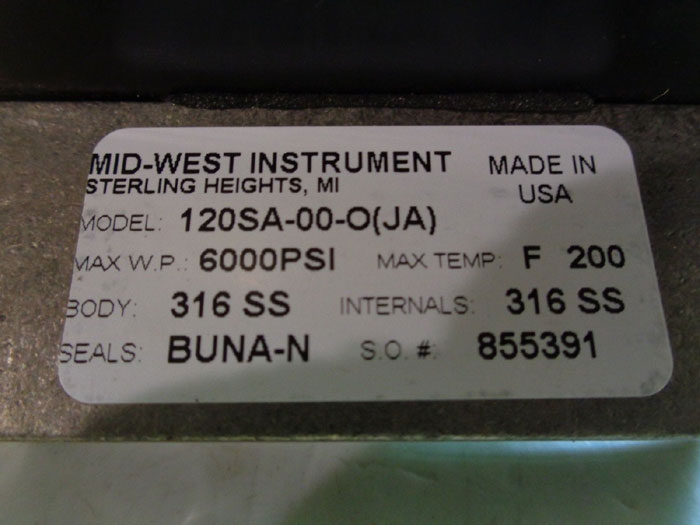 MID-WEST INSTRUMENT MADE IN
STERLING HEIGHTS, MI USA
MODEL: 120SA-00-O(JA)
MAX W.P.: 6000PSI MAX TEMP: F 200
BODY: 316 SS INTERNALS: 316 SS
SEALS: BUNA-N S.O. #: 855391